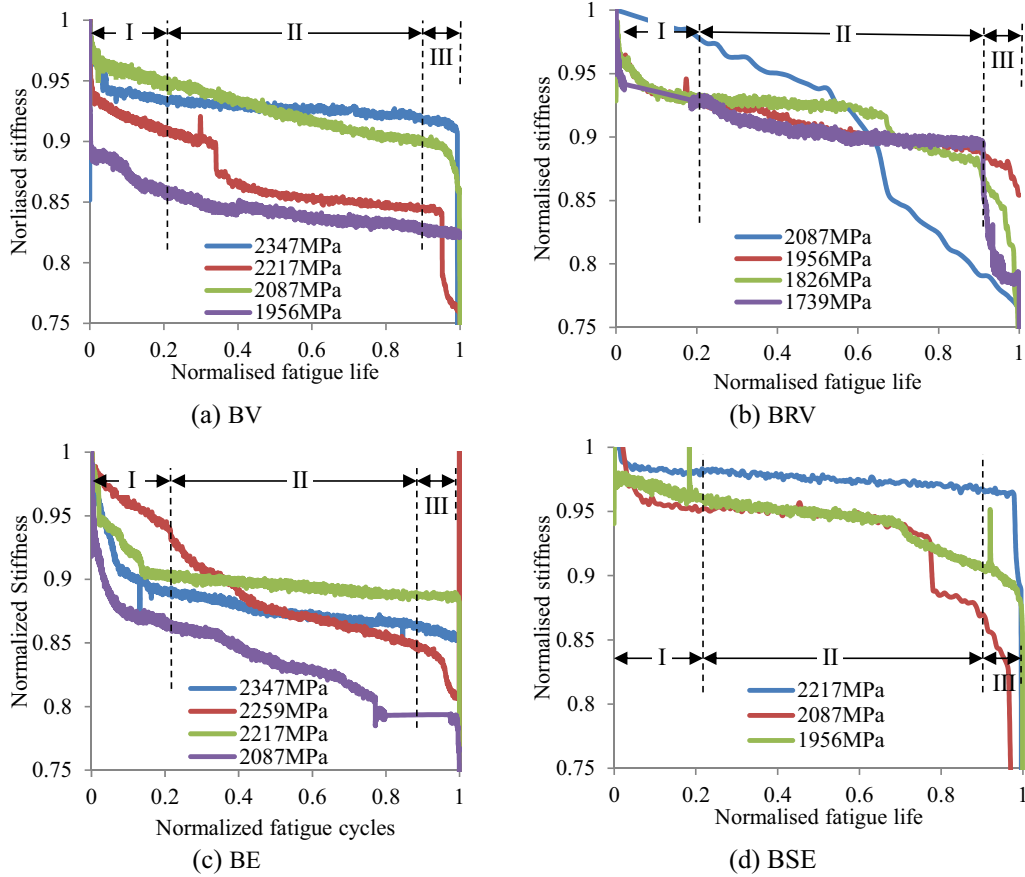 1
0.95
0.9
0.85
0.8
0.75
Norliased stiffness
I
II
III
2347MPa
2217MPa
2087MPa
1956MPa
0 0.2 0.4 0.6 0.8 1
Normalised fatigue life
(a) BV
1
0.95
0.9
0.85
0.8
0.75
Normalised stiffness
I
II
III
2087MPa
1956MPa
1826MPa
1739MPa
0 0.2 0.4 0.6 0.8 1
Normalised fatigue life
(b) BRV
1
0.95
0.9
0.85
0.8
0.75
Normalized Stiffness
I
II
III
2347MPa
2259MPa
2217MPa
2087MPa
0 0.2 0.4 0.6 0.8 1
Normalized fatigue cycles
(c) BE
1
0.95
0.9
0.85
0.8
0.75
Normalised stiffness
I
II
III
2217MPa
2087MPa
1956MPa
0 0.2 0.4 0.6 0.8 1
Normalised fatigue life
(d) BSE